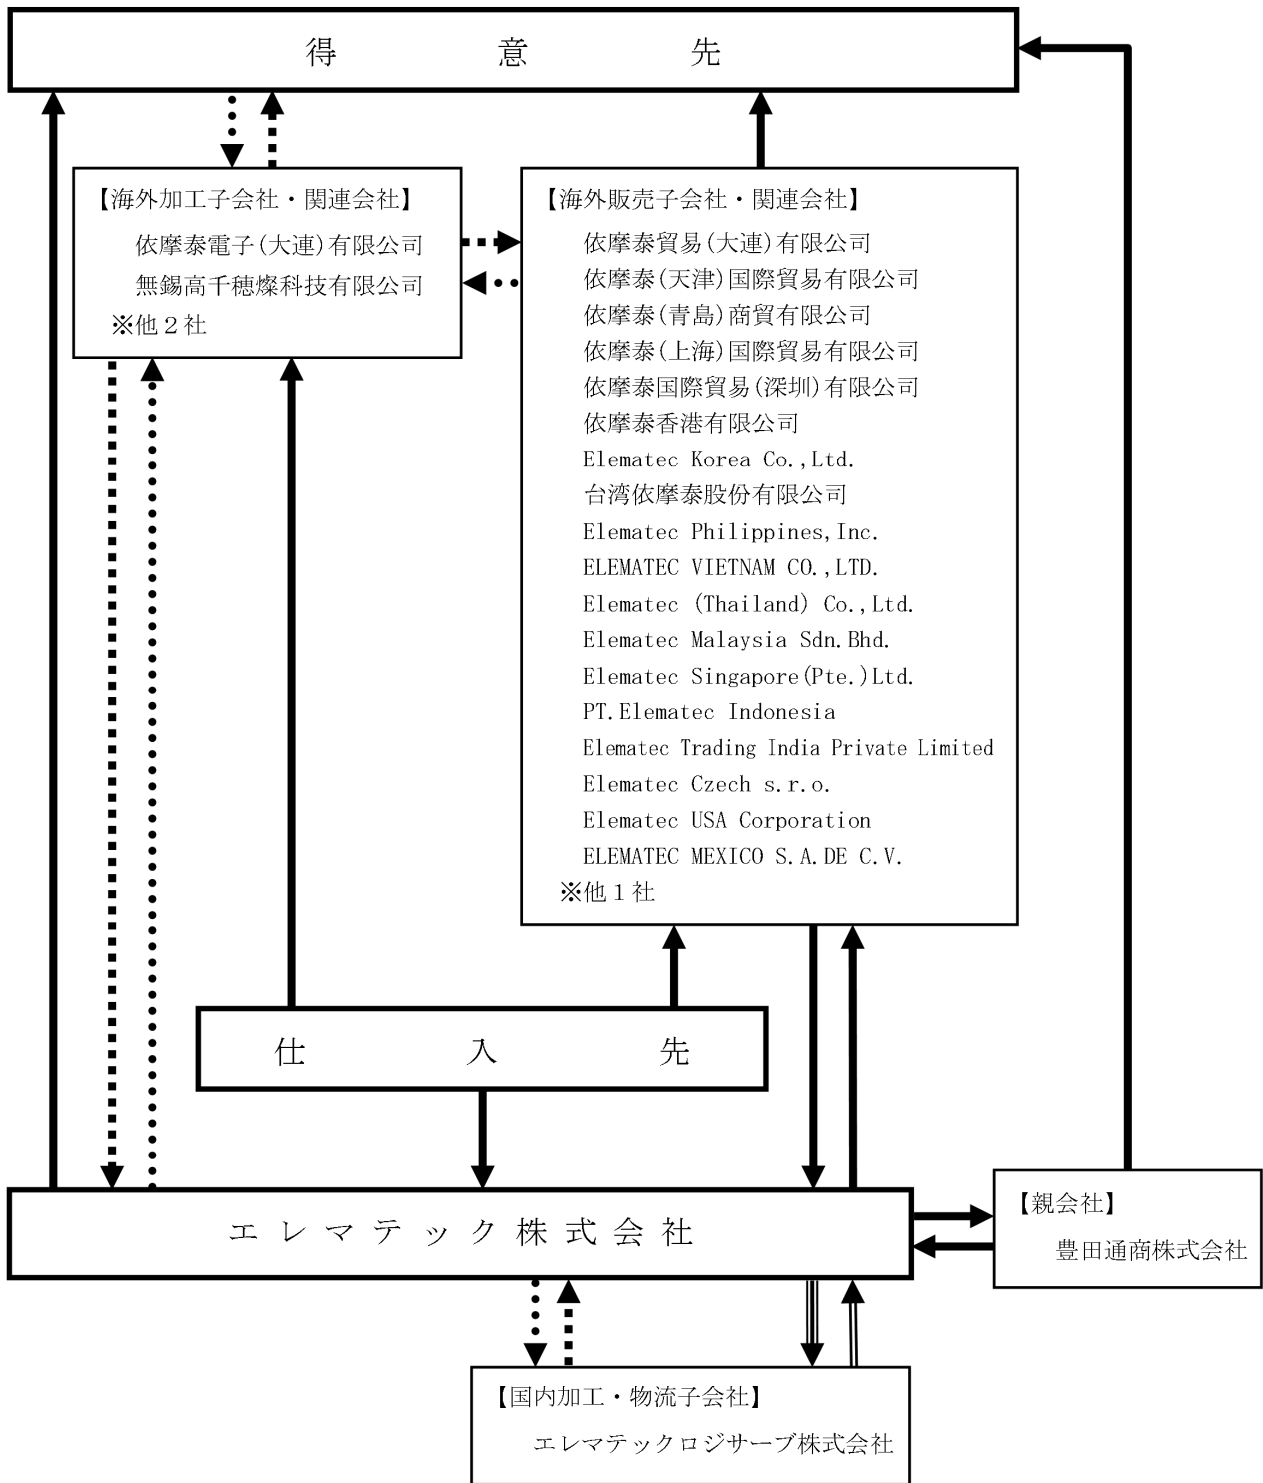 得意先
【海外加工子会社・関連会社】
依摩泰電子(大連)有限公司
無錫高千穂燦科技有限公司
※他２社
【海外販売子会社・関連会社】
依摩泰貿易(大連)有限公司
依摩泰(天津)国際貿易有限公司
依摩泰(青島)商貿有限公司
依摩泰(上海)国際貿易有限公司
依摩泰国際貿易(深圳)有限公司
依摩泰香港有限公司
Elematec Korea Co.,Ltd.
台湾依摩泰股份有限公司
Elematec Philippines,Inc.
ELEMATEC VIETNAM CO.,LTD.
Elematec (Thailand) Co.,Ltd.
Elematec Malaysia Sdn.Bhd.
Elematec Singapore(Pte.)Ltd.
PT.Elematec Indonesia
Elematec Trading India Private Limited
Elematec Czech s.r.o.
Elematec USA Corporation
ELEMATEC MEXICO S.A.DE C.V.
※他１社
仕入先
エレマテック株式会社
【親会社】
豊田通商株式会社
【国内加工・物流子会社】
エレマテックロジサーブ株式会社